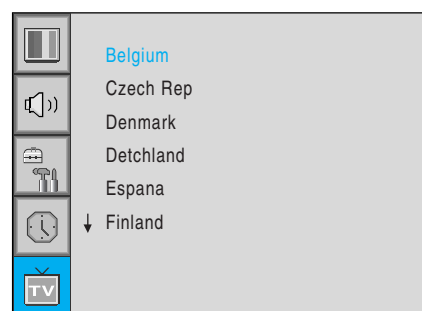 Belgium
Czech Rep
Denmark
Detchland
Espana
Finland
TV